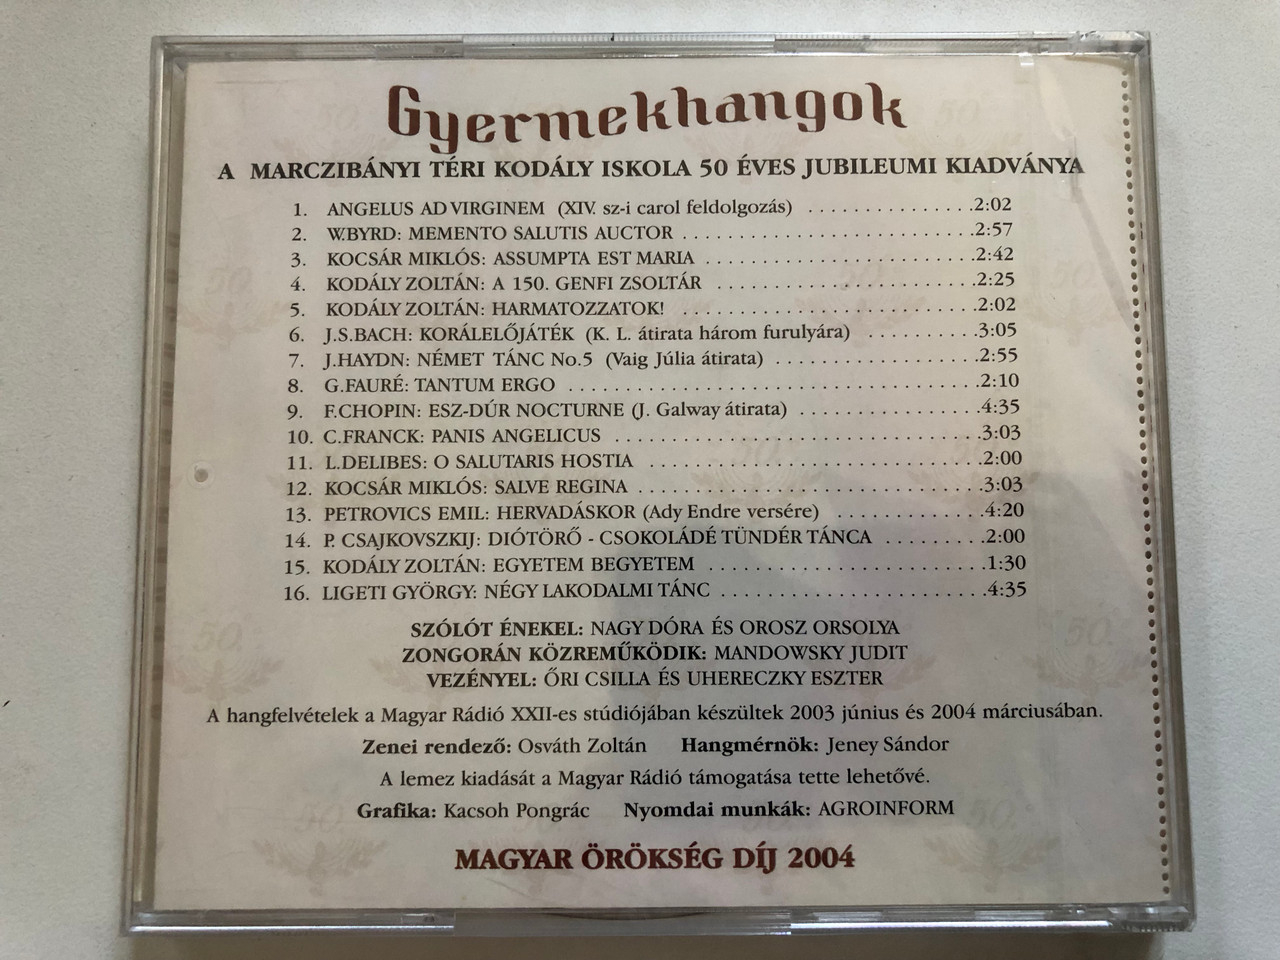 Gyermekhangok
A MARCZIBÁNYI TÉRI KODÁLY ISKOLA 50 ÉVES JUBILEUMI KIADVÁNYA
1. ANGELUS AD VIRGINEM (XIV. sz-i carol feldolgozás) ...............2:02
2. W.BYRD: MEMENTO SALUTIS AUCTOR ..........................2:57
3. KOCSÁR MIKLÓS: ASSUMPTA EST MARIA ........................2:42
4. KODÁLY ZOLTÁN: A 150. GENFI ZSOLTÁR .......................2:25
5. KODÁLY ZOLTÁN: HARMATOZZATOK! ..........................2:02
6. J.S.BACH: KORÁLELŐJÁTÉK (K. L. átirata három furulyára) ..........3:05
7. J.HAYDN: NÉMET TÁNC No.5 (Vaig Júlia átirata) ..................2:55
8. G.FAURÉ: TANTUM ERGO .....................................2:10
9. F.CHOPIN: ESZ-DÚR NOCTURNE (J. Galway átirata) ................4:35
10. C.FRANCK: PANIS ANGELICUS .................................3:03
11. L.DELIBES: O SALUTARIS HOSTIA ..............................2:00
12. KOCSÁR MIKLÓS: SALVE REGINA ...............................3:03
13. PETROVICS EMIL: HERVADÁSKOR (Ady Endre versére) .............4:20
14. P. CSAJKOVSZKIJ: DIÓTÖRŐ - CSOKOLÁDÉ TÜNDÉR TÁNCA .........2:00
15. KODÁLY ZOLTÁN: EGYETEM BEGYETEM .........................1:30
16. LIGETI GYÖRGY: NÉGY LAKODALMI TÁNC ........................4:35
SZÓLÓT ÉNEKEL: NAGY DÓRA ÉS OROSZ ORSOLYA
ZONGORÁN KÖZREMŰKÖDIK: MANDOWSKY JUDIT
VEZÉNYEL: ŐRI CSILLA ÉS UHERECZKY ESZTER
A hangfelvételek a Magyar Rádió XXII-es stúdiójában készültek 2003 június és 2004 márciusában.
Zenei rendező: Osváth Zoltán Hangmérnök: Jeney Sándor
A lemez kiadását a Magyar Rádió támogatása tette lehetővé.
Grafika: Kacsoh Pongrác Nyomdai munkák: AGROINFORM
MAGYAR ÖRÖKSÉG DÍJ 2004